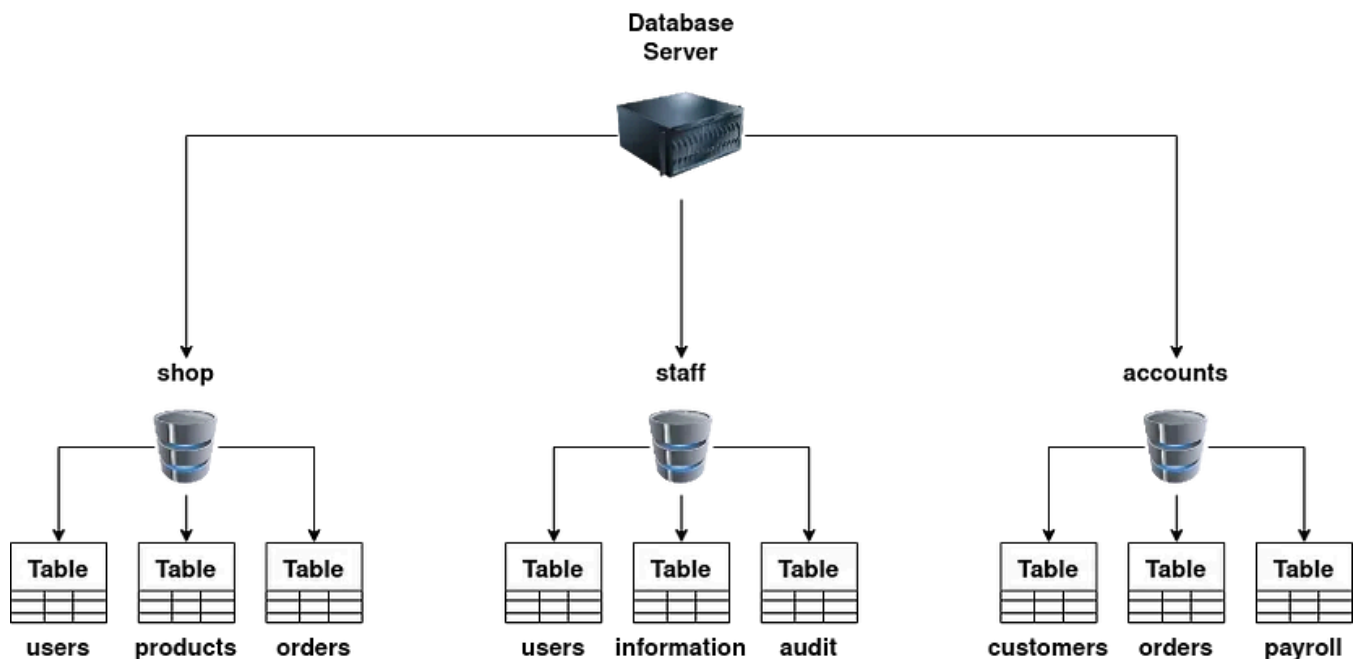 Database
Server
shop
staff
accounts
Table
Table
Table
Table
Table
Table
Table
Table
Table
users
products
orders
users
information
audit
customers
orders
payroll